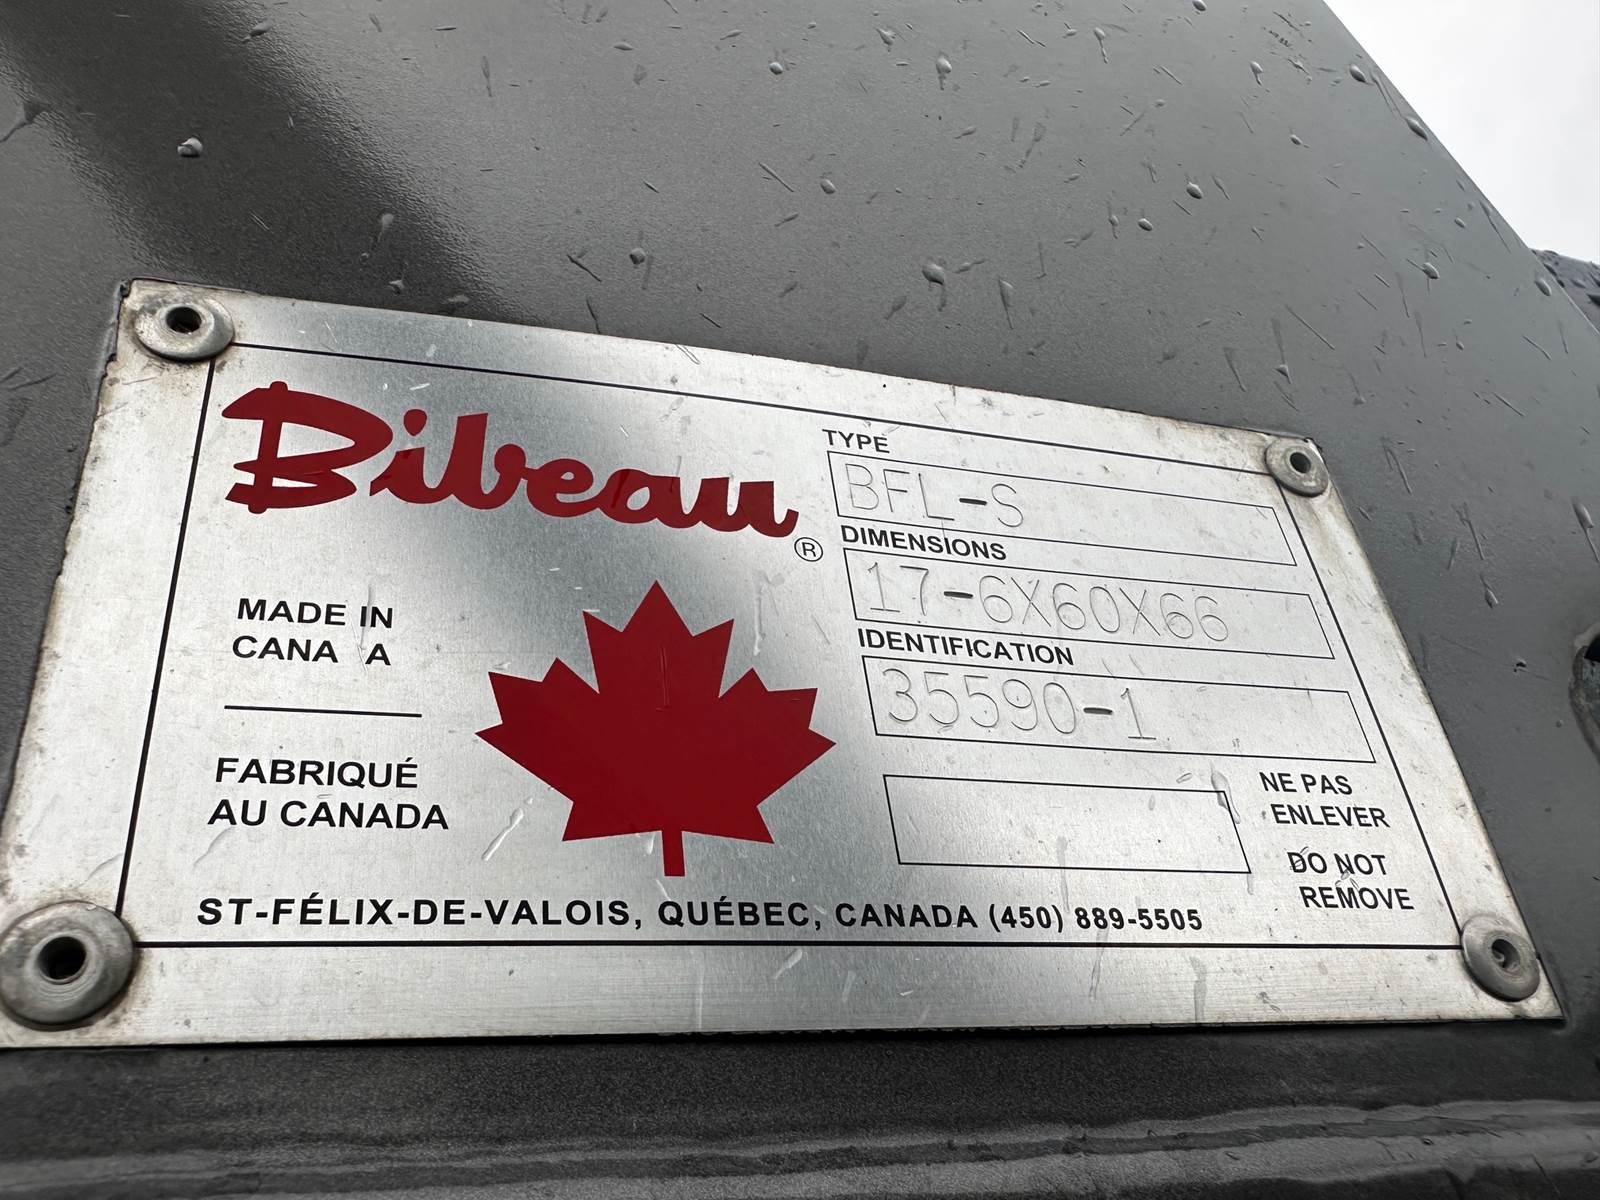 Bibeau®
TYPE
BFL-S
DIMENSIONS
17-6X60X66
IDENTIFICATION
35590-1
MADE IN
CANA A
FABRIQUÉ
AU CANADA
NE PAS
ENLEVER
DO NOT
REMOVE
ST-FÉLIX-DE-VALOIS, QUÉBEC, CANADA (450) 889-5505